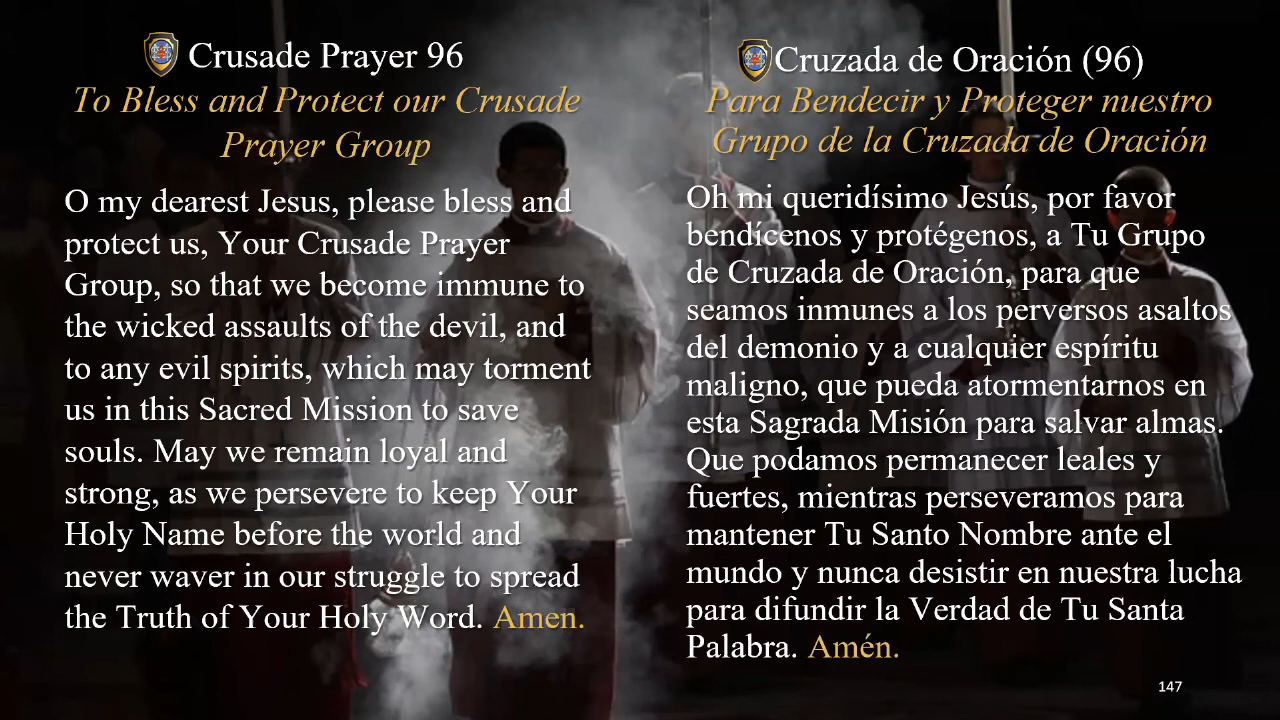 Crusade Prayer 96
To Bless and Protect our Crusade
Prayer Group
O my dearest Jesus, please bless and
protect us, Your Crusade Prayer
Group, so that we become immune to
the wicked assaults of the devil, and
to any evil spirits, which may torment
us in this Sacred Mission to save
souls. May we remain loyal and
strong, as we persevere to keep Your
Holy Name before the world and
never waver in our struggle to spread
the Truth of Your Holy Word. Amen.
Cruzada de Oración (96)
Para Bendecir y Proteger nuestro
Grupo de la Cruzada de Oración
Oh mi queridísimo Jesús, por favor
bendícenos y protégenos, a Tu Grupo
de Cruzada de Oración, para que
seamos inmunes a los perversos asaltos
del demonio y a cualquier espíritu
maligno, que pueda atormentarnos en
esta Sagrada Misión para salvar almas.
Que podamos permanecer leales y
fuertes, mientras perseveramos para
mantener Tu Santo Nombre ante el
mundo y nunca desistir en nuestra lucha
para difundir la Verdad de Tu Santa
Palabra. Amén.
147